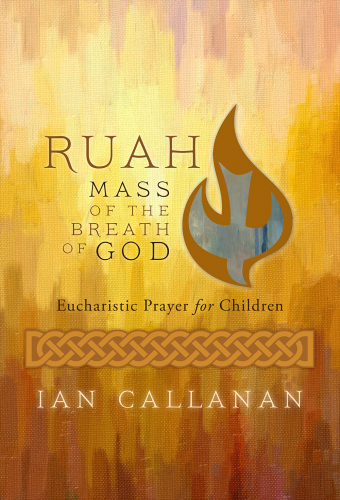 RUAH
MASS
OF THE
BREATH
OF GOD
Eucharistic Prayer for Children
IAN CALLANAN